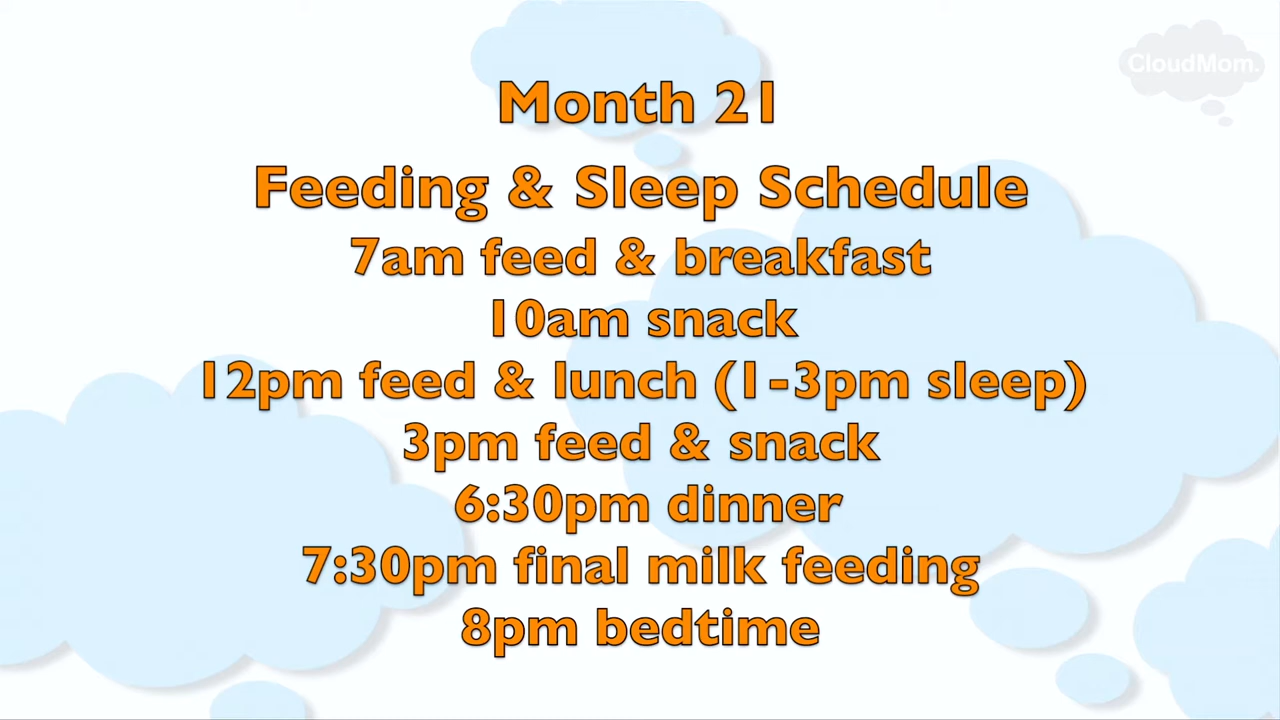 CloudMom.
Month 21
Feeding & Sleep Schedule
7am feed & breakfast
10am snack
12pm feed & lunch (1-3pm sleep)
3pm feed & snack
6:30pm dinner
7:30pm final milk feeding
8pm bedtime